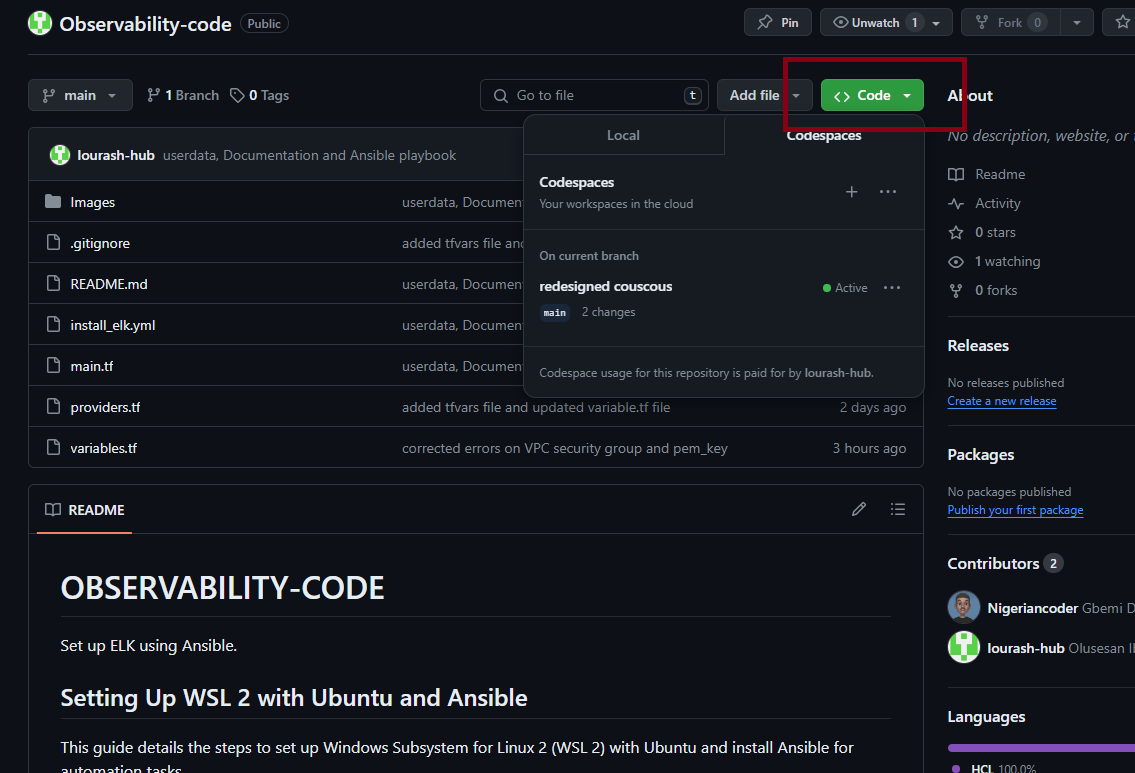 Observability-code Public Pin Unwatch 1 Fork 0
main 1 Branch 0 Tags Go to file t Add file Code
Local Codespaces
lourash-hub userdata, Documentation and Ansible playbook
Codespaces
Your workspaces in the cloud
Images userdata, Documen
.gitignore added tfvars file and
On current branch
README.md userdata, Documen
redesigned couscous Active
main 2 changes
install_elk.yml userdata, Documen
main.tf userdata, Documen
Codespace usage for this repository is paid for by lourash-hub.
providers.tf added tfvars file and updated variable.tf file 2 days ago
variables.tf corrected errors on VPC security group and pem_key 3 hours ago
README
OBSERVABILITY-CODE
Set up ELK using Ansible.
Setting Up WSL 2 with Ubuntu and Ansible
This guide details the steps to set up Windows Subsystem for Linux 2 (WSL 2) with Ubuntu and install Ansible for
automation tasks
About
No description, website, or
Readme
Activity
0 stars
1 watching
0 forks
Releases
No releases published
Create a new release
Packages
No packages published
Publish your first package
Contributors 2
Nigeriancoder Gbemi D
lourash-hub Olusesan
Languages
HCL 100.0%